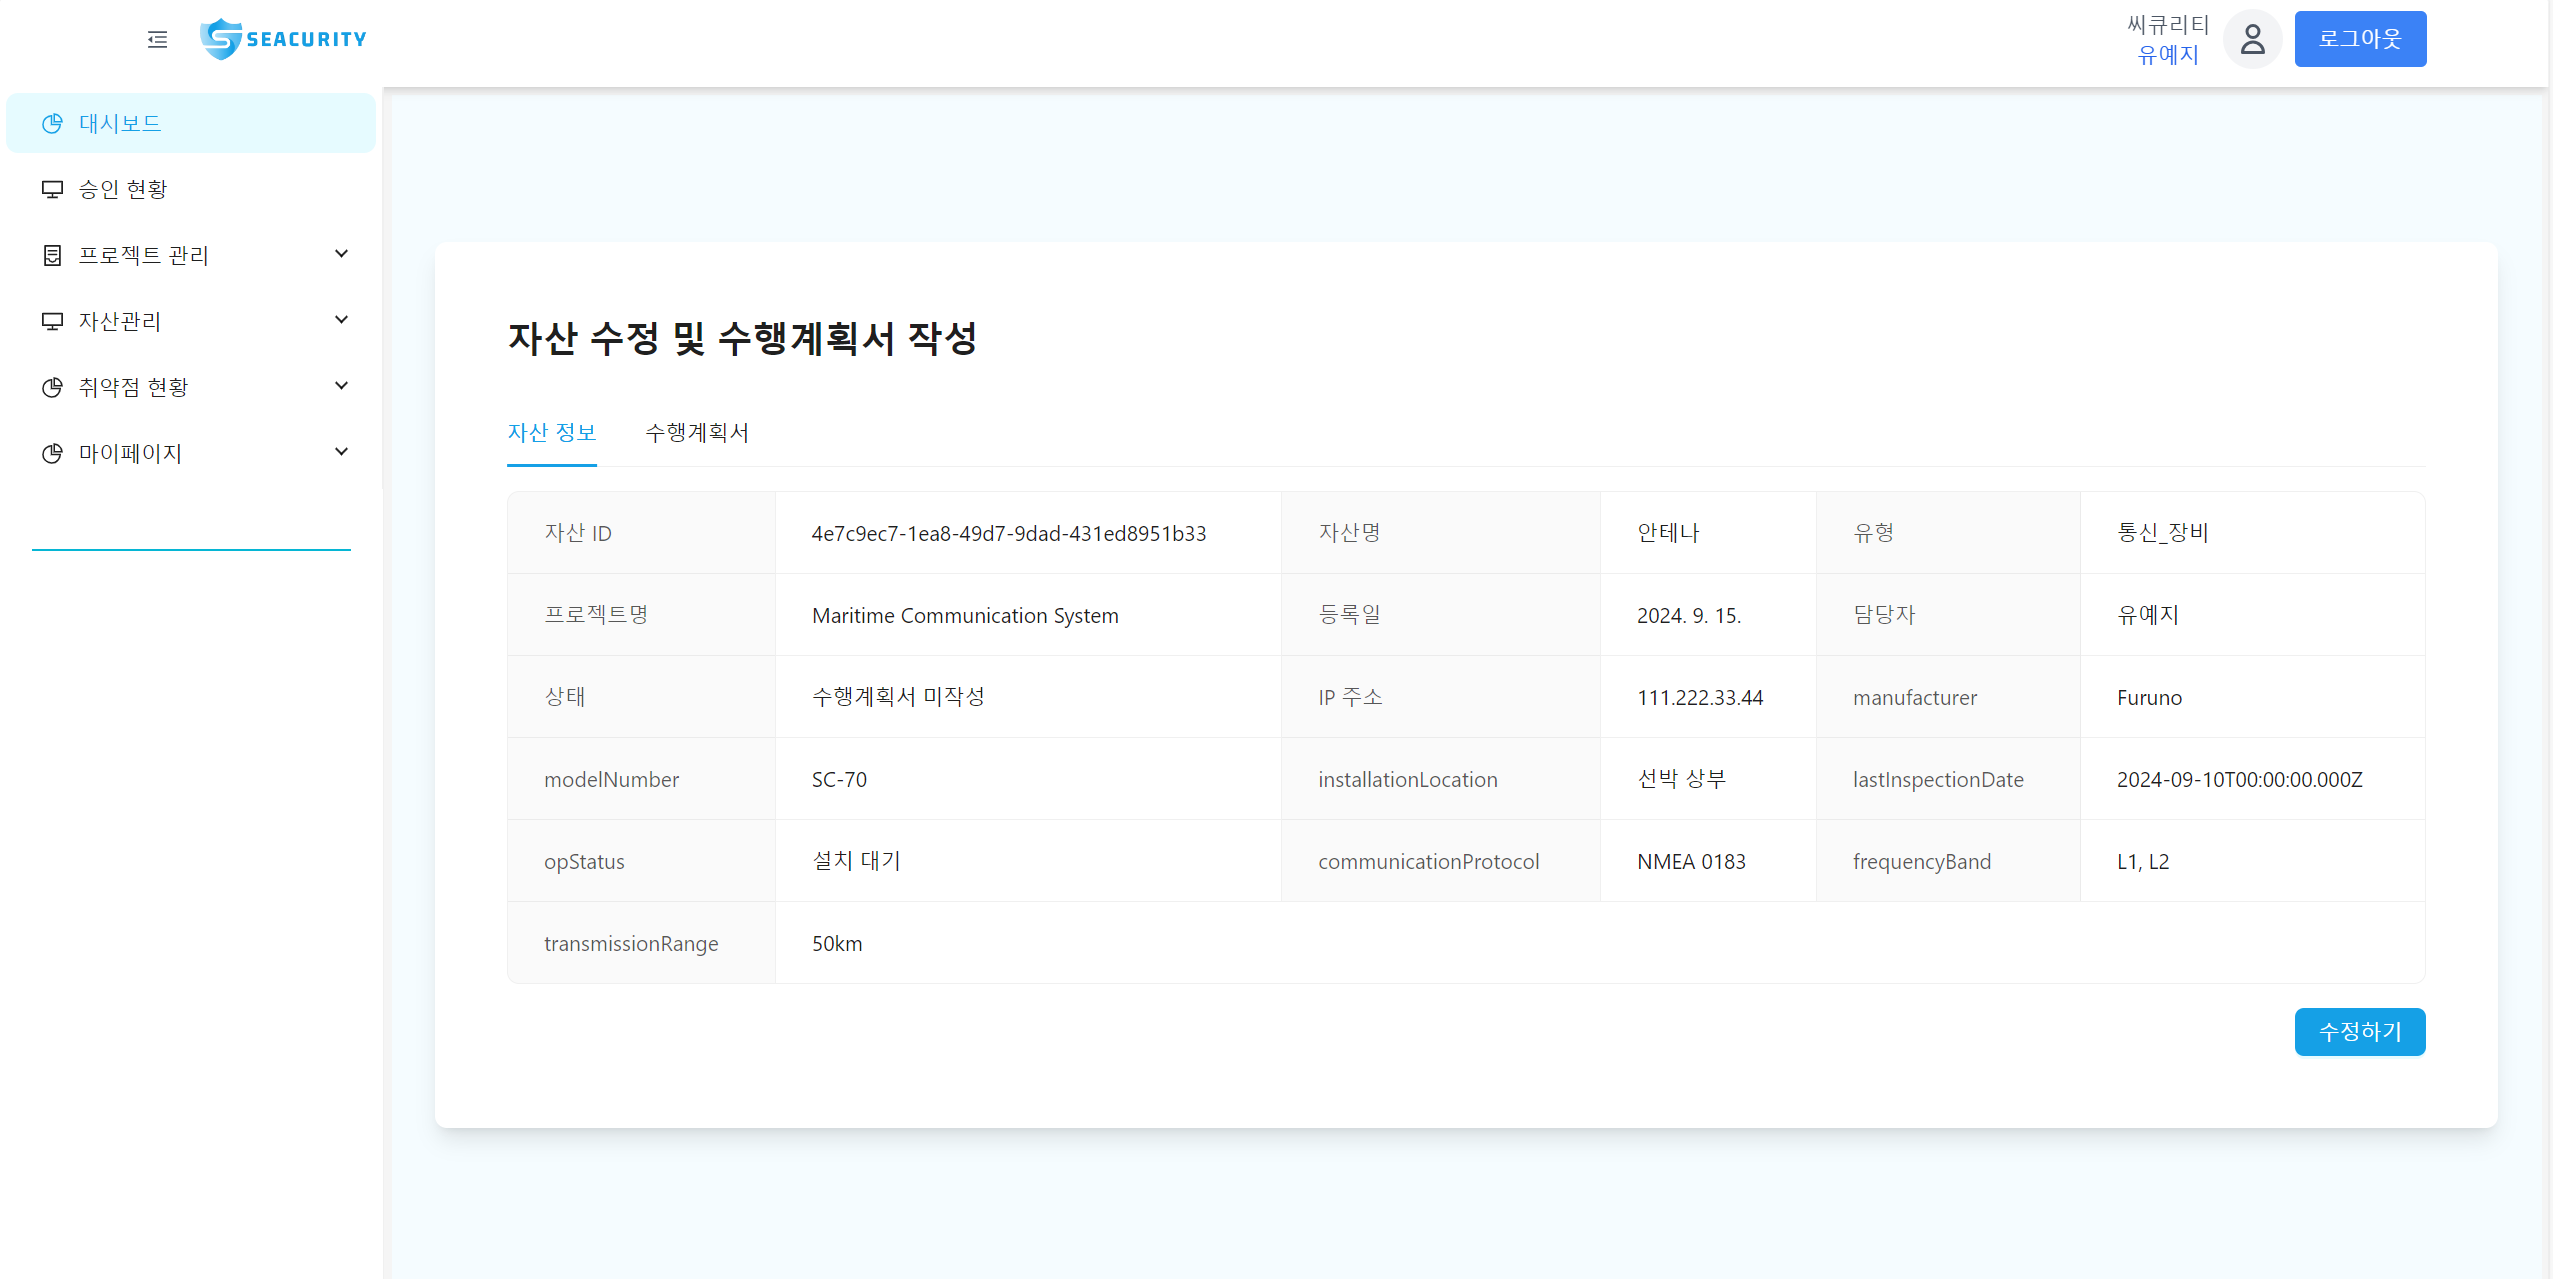 SEACURITY
씨큐리티
유예지
로그아웃
대시보드
승인 현황
프로젝트 관리
자산관리
취약점 현황
마이페이지
자산 수정 및 수행계획서 작성
자산 정보 수행계획서
자산 ID 4e7c9ec7-1ea8-49d7-9dad-431ed8951b33 자산명 안테나 유형 통신_장비
프로젝트명 Maritime Communication System 등록일 2024. 9. 15. 담당자 유예지
상태 수행계획서 미작성 IP 주소 111.222.33.44 manufacturer Furuno
modelNumber SC-70 installationLocation 선박 상부 lastInspectionDate 2024-09-10T00:00:00.000Z
opStatus 설치 대기 communicationProtocol NMEA 0183 frequencyBand L1, L2
transmissionRange 50km
수정하기